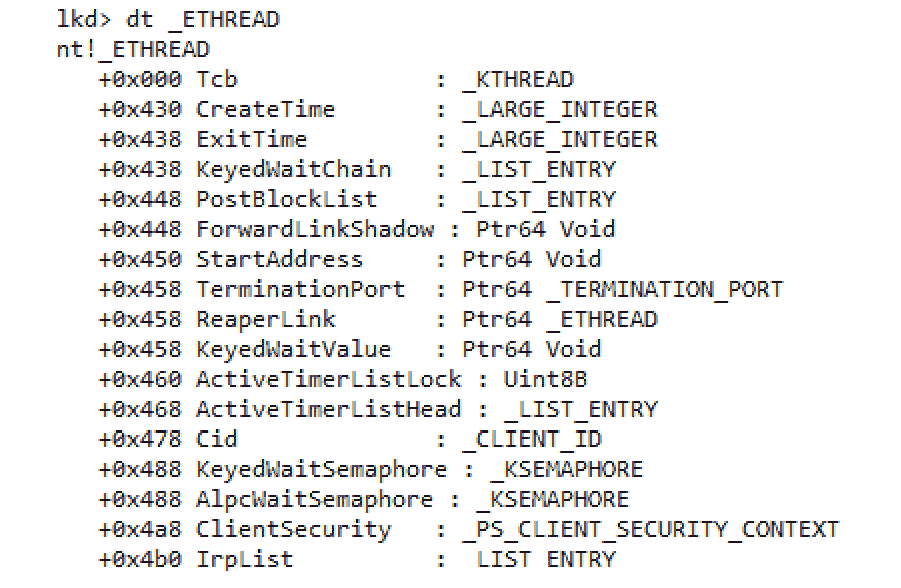 lkd> dt _ETHREAD
nt!_ETHREAD
+0x000 Tcb : _KTHREAD
+0x430 CreateTime : _LARGE_INTEGER
+0x438 ExitTime : _LARGE_INTEGER
+0x438 KeyedWaitChain : _LIST_ENTRY
+0x448 PostBlockList : _LIST_ENTRY
+0x448 ForwardLinkShadow : Ptr64 Void
+0x450 StartAddress : Ptr64 Void
+0x458 TerminationPort : Ptr64 _TERMINATION_PORT
+0x458 ReaperLink : Ptr64 _ETHREAD
+0x458 KeyedWaitValue : Ptr64 Void
+0x460 ActiveTimerListLock : Uint8B
+0x468 ActiveTimerListHead : _LIST_ENTRY
+0x478 Cid : _CLIENT_ID
+0x488 KeyedWaitSemaphore : _KSEMAPHORE
+0x488 AlpcWaitSemaphore : _KSEMAPHORE
+0x4a8 ClientSecurity : _PS_CLIENT_SECURITY_CONTEXT
+0x4b0 IrpList : _LIST_ENTRY